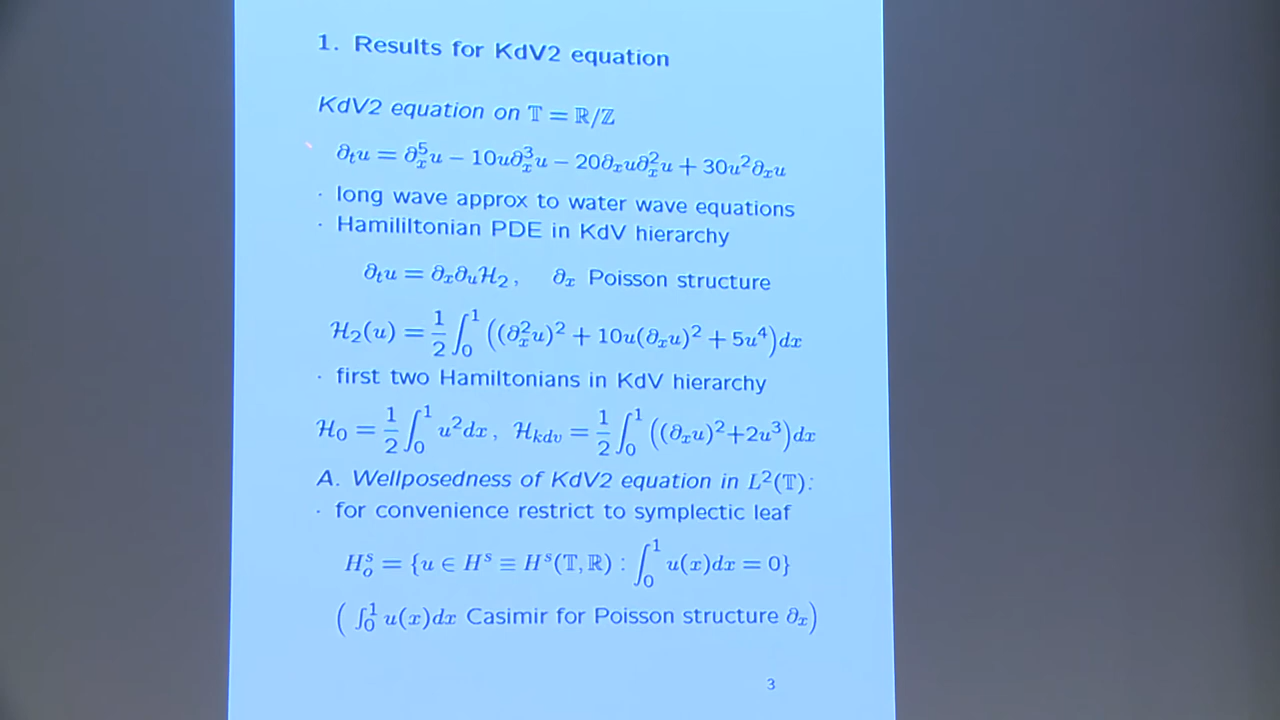 1. Results for KdV2 equation
KdV2 equation on 𝕋 = ℝ/ℤ
∂ₜu = ∂ₓ⁵u − 10u∂ₓ³u − 20∂ₓu∂ₓ²u + 30u²∂ₓu
· long wave approx to water wave equations
· Hamililtonian PDE in KdV hierarchy
∂ₜu = ∂ₓ∂ᵤℋ₂, ∂ₓ Poisson structure
ℋ₂(u) = 1/2 ∫₀¹ ((∂ₓ²u)² + 10u(∂ₓu)² + 5u⁴)dx
· first two Hamiltonians in KdV hierarchy
ℋ₀ = 1/2 ∫₀¹ u²dx, ℋ_kdv = 1/2 ∫₀¹ ((∂ₓu)²+2u³)dx
A. Wellposedness of KdV2 equation in L²(𝕋):
· for convenience restrict to symplectic leaf
Hₒˢ = {u ∈ Hˢ ≡ Hˢ(𝕋, ℝ) : ∫₀¹ u(x)dx = 0}
(∫₀¹ u(x)dx Casimir for Poisson structure ∂ₓ)
3